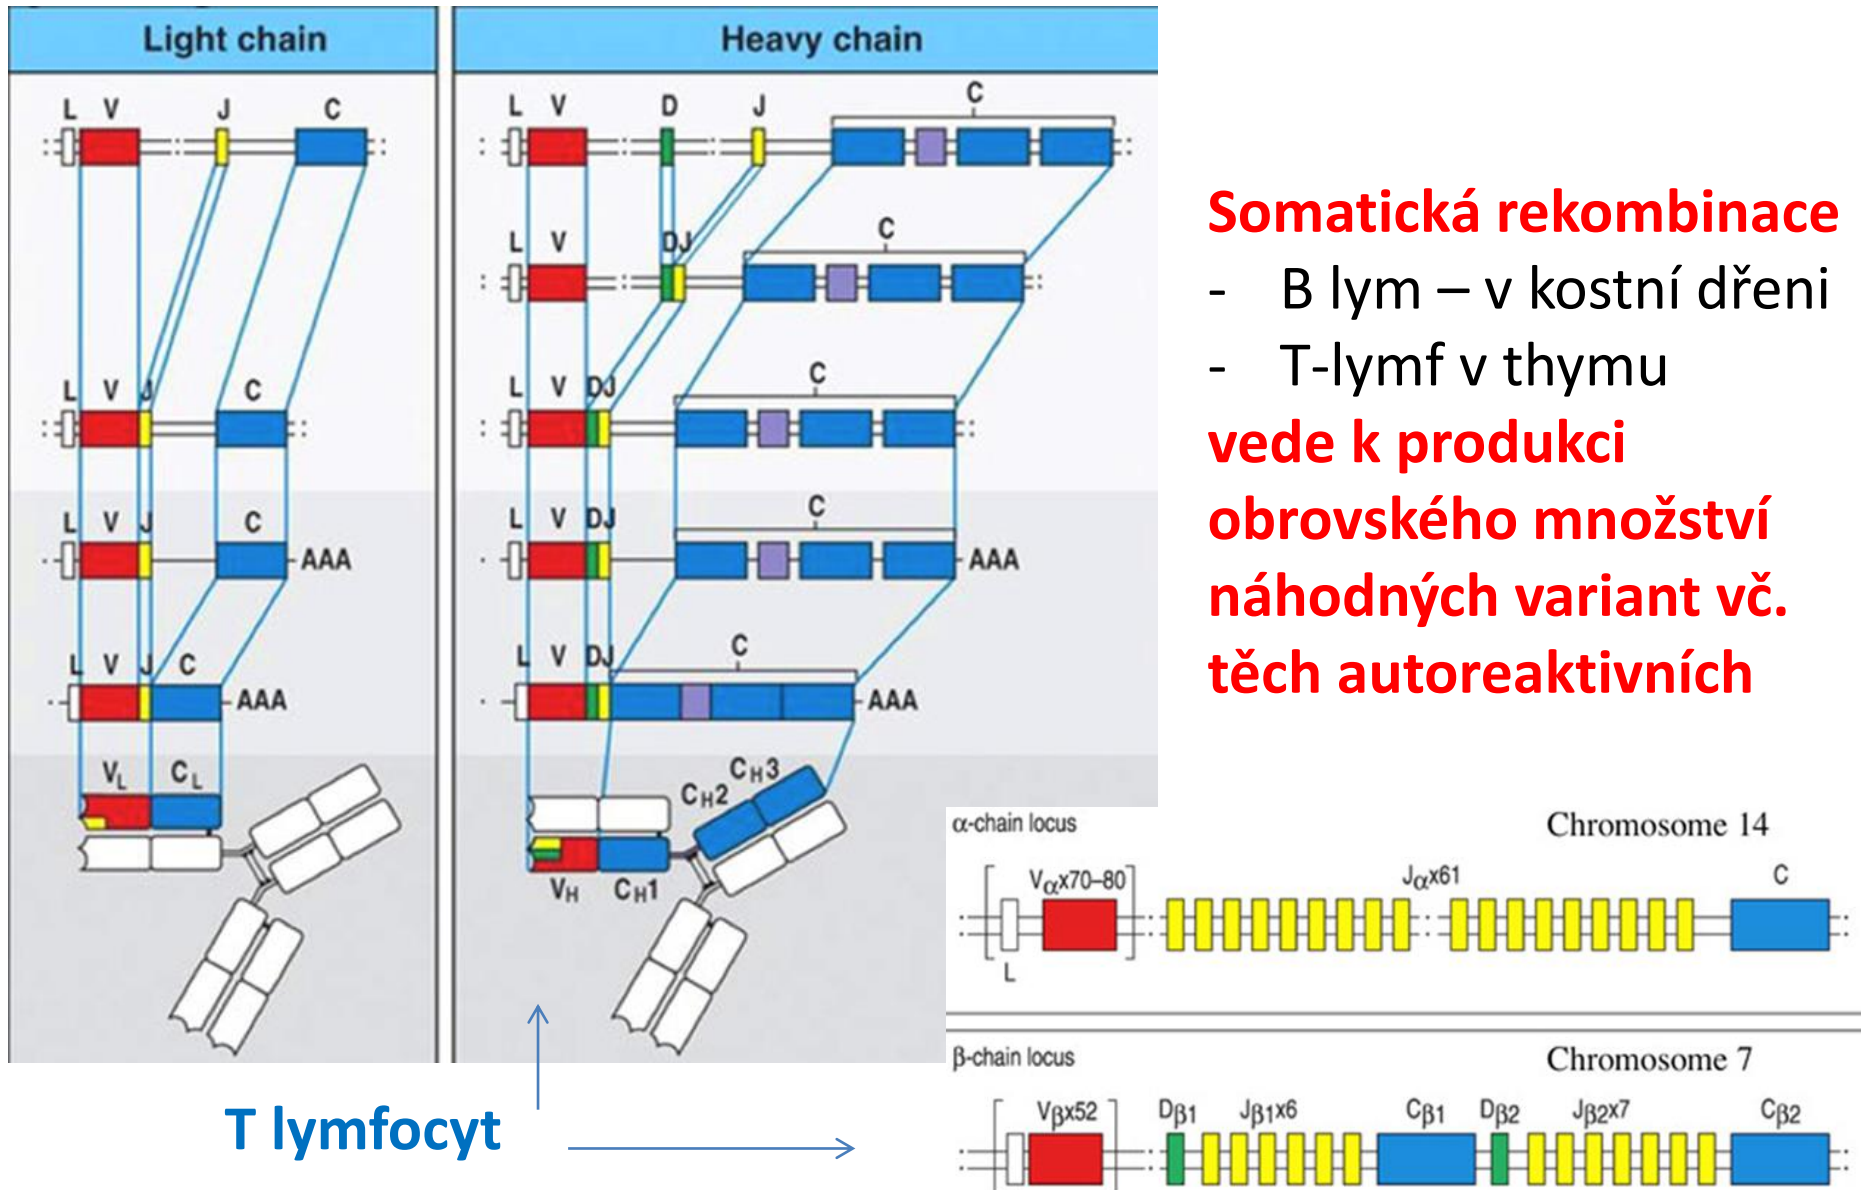 Light chain
L V J C
L V J C
L V J C AAA
L V J C AAA
VL CL
Heavy chain
L V D J C
L V DJ C
L V DJ C
L V DJ C AAA
L V DJ C AAA
CH2 CH3
VH CH1
Somatická rekombinace
- B lym – v kostní dřeni
- T-lymf v thymu
vede k produkci
obrovského množství
náhodných variant vč.
těch autoreaktivních
α-chain locus Chromosome 14
Vαx70–80 Jαx61 C
L
β-chain locus Chromosome 7
Vβx52 Dβ1 Jβ1x6 Cβ1 Dβ2 Jβ2x7 Cβ2
T lymfocyt